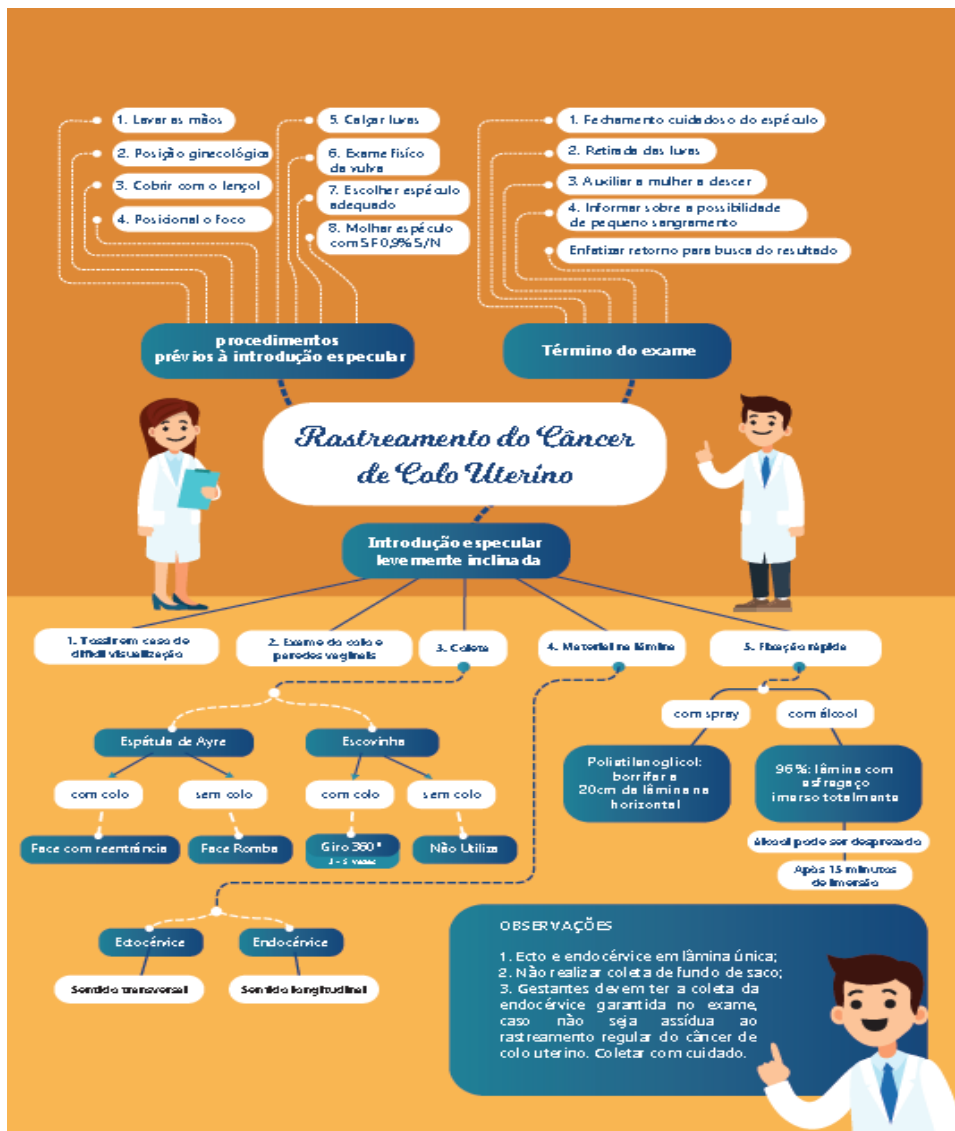 1. Lavar as mãos
2. Posição ginecológica
3. Cobrir com o lençol
4. Posicional o foco
5. Calçar luvas
6. Exame fisíco
da vulva
7. Escolher espéculo
adequado
8. Molhar espéculo
com SF 0,9% S/N
1. Fechamento cuidadoso do espéculo
2. Retirada das luvas
3. Auxiliar a mulher a descer
4. Informar sobre a possibilidade
de pequeno sangramento
Enfatizar retorno para busca do resultado
procedimentos
prévios à introdução especular
Término do exame
Rastreamento do Câncer
de Colo Uterino
Introdução especular
levemente inclinada
1. Tossir em caso de
difícil visualização
2. Exame do colo e
paredes vaginais
3. Coleta
4. Material na lâmina
5. Fixação rápida
com spray
com álcool
Espátula de Ayre
Escovinha
Polietilenoglicol:
borrifar a
20cm da lâmina na
horizontal
96%: lâmina com
esfregaço
imerso totalmente
com colo
sem colo
com colo
sem colo
Face com reentrância
Face Romba
Giro 360°
3 - 5 vezes
Não Utiliza
álcool pode ser desprezado
Após 15 minutos
de imersão
Ectocérvice
Endocérvice
Sentido transversal
Sentido longitudinal
OBSERVAÇÕES
1. Ecto e endocérvice em lâmina única;
2. Não realizar coleta de fundo de saco;
3. Gestantes devem ter a coleta da
endocérvice garantida no exame,
caso não seja assídua ao
rastreamento regular do câncer de
colo uterino. Coletar com cuidado.